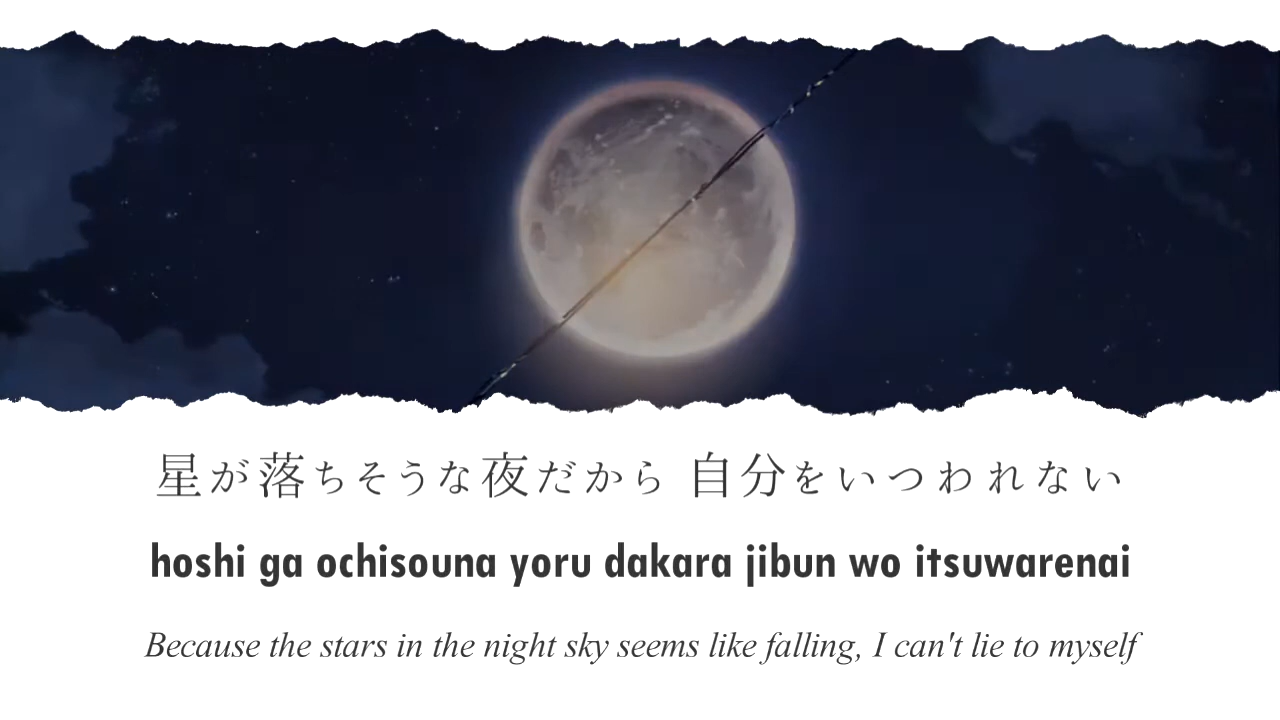 星が落ちそうな夜だから 自分をいつわれない
hoshi ga ochisouna yoru dakara jibun wo itsuwarenai
Because the stars in the night sky seems like falling, I can't lie to myself